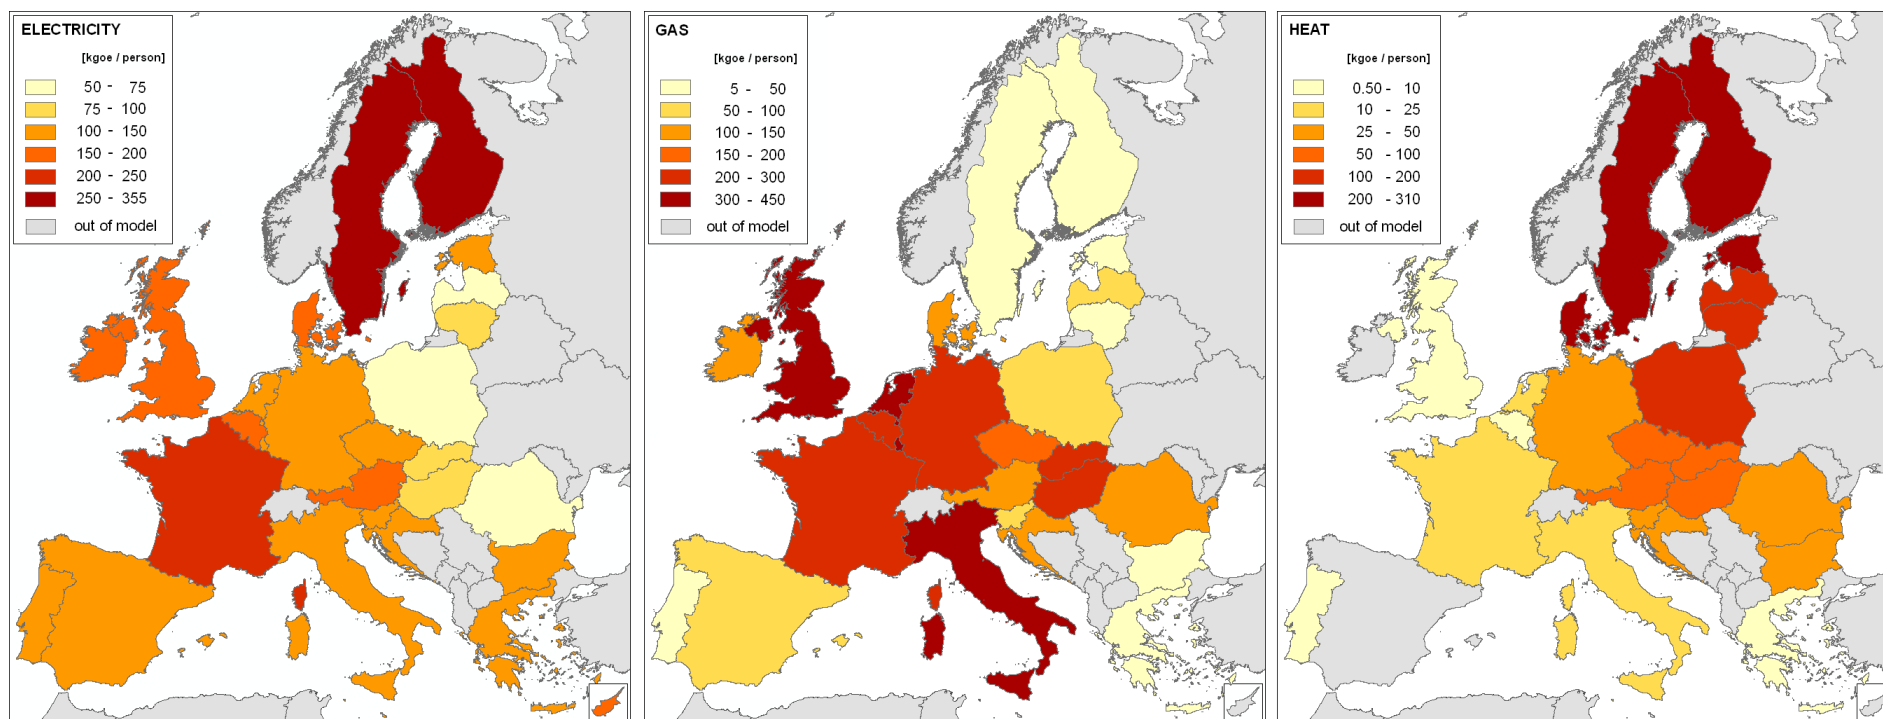 ELECTRICITY
[kgoe / person]
50 - 75
75 - 100
100 - 150
150 - 200
200 - 250
250 - 355
out of model
GAS
[kgoe / person]
5 - 50
50 - 100
100 - 150
150 - 200
200 - 300
300 - 450
out of model
HEAT
[kgoe / person]
0.50 - 10
10 - 25
25 - 50
50 - 100
100 - 200
200 - 310
out of model